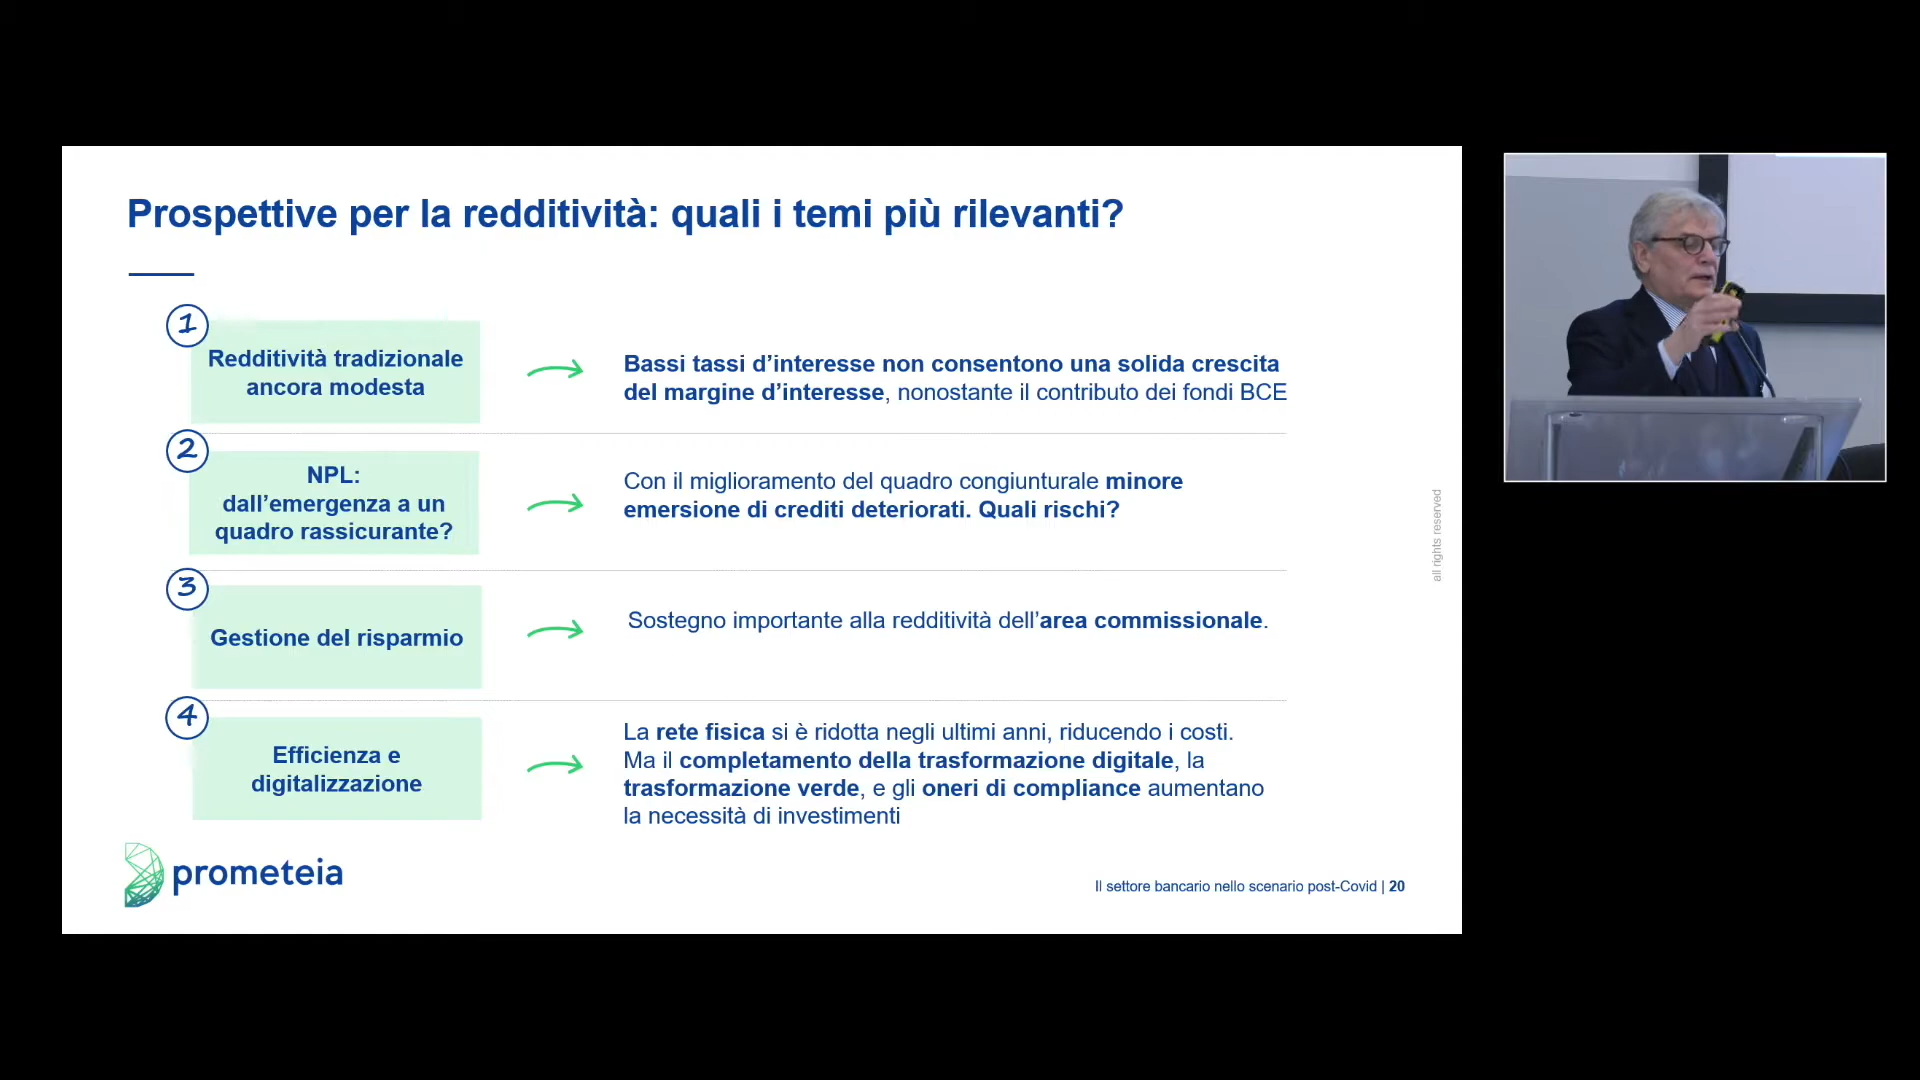 Prospettive per la redditività: quali i temi più rilevanti?
1
Redditività tradizionale
ancora modesta
Bassi tassi d'interesse non consentono una solida crescita
del margine d'interesse, nonostante il contributo dei fondi BCE
2
NPL:
dall'emergenza a un
quadro rassicurante?
Con il miglioramento del quadro congiunturale minore
emersione di crediti deteriorati. Quali rischi?
3
Gestione del risparmio
Sostegno importante alla redditività dell'area commissionale.
4
Efficienza e
digitalizzazione
La rete fisica si è ridotta negli ultimi anni, riducendo i costi.
Ma il completamento della trasformazione digitale, la
trasformazione verde, e gli oneri di compliance aumentano
la necessità di investimenti
all rights reserved
prometeia
Il settore bancario nello scenario post-Covid | 20